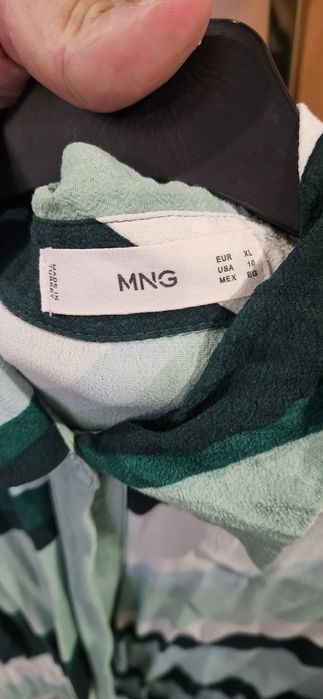 MADE IN
TURKEY
MNG
EUR XL
USA 10
MEX EG